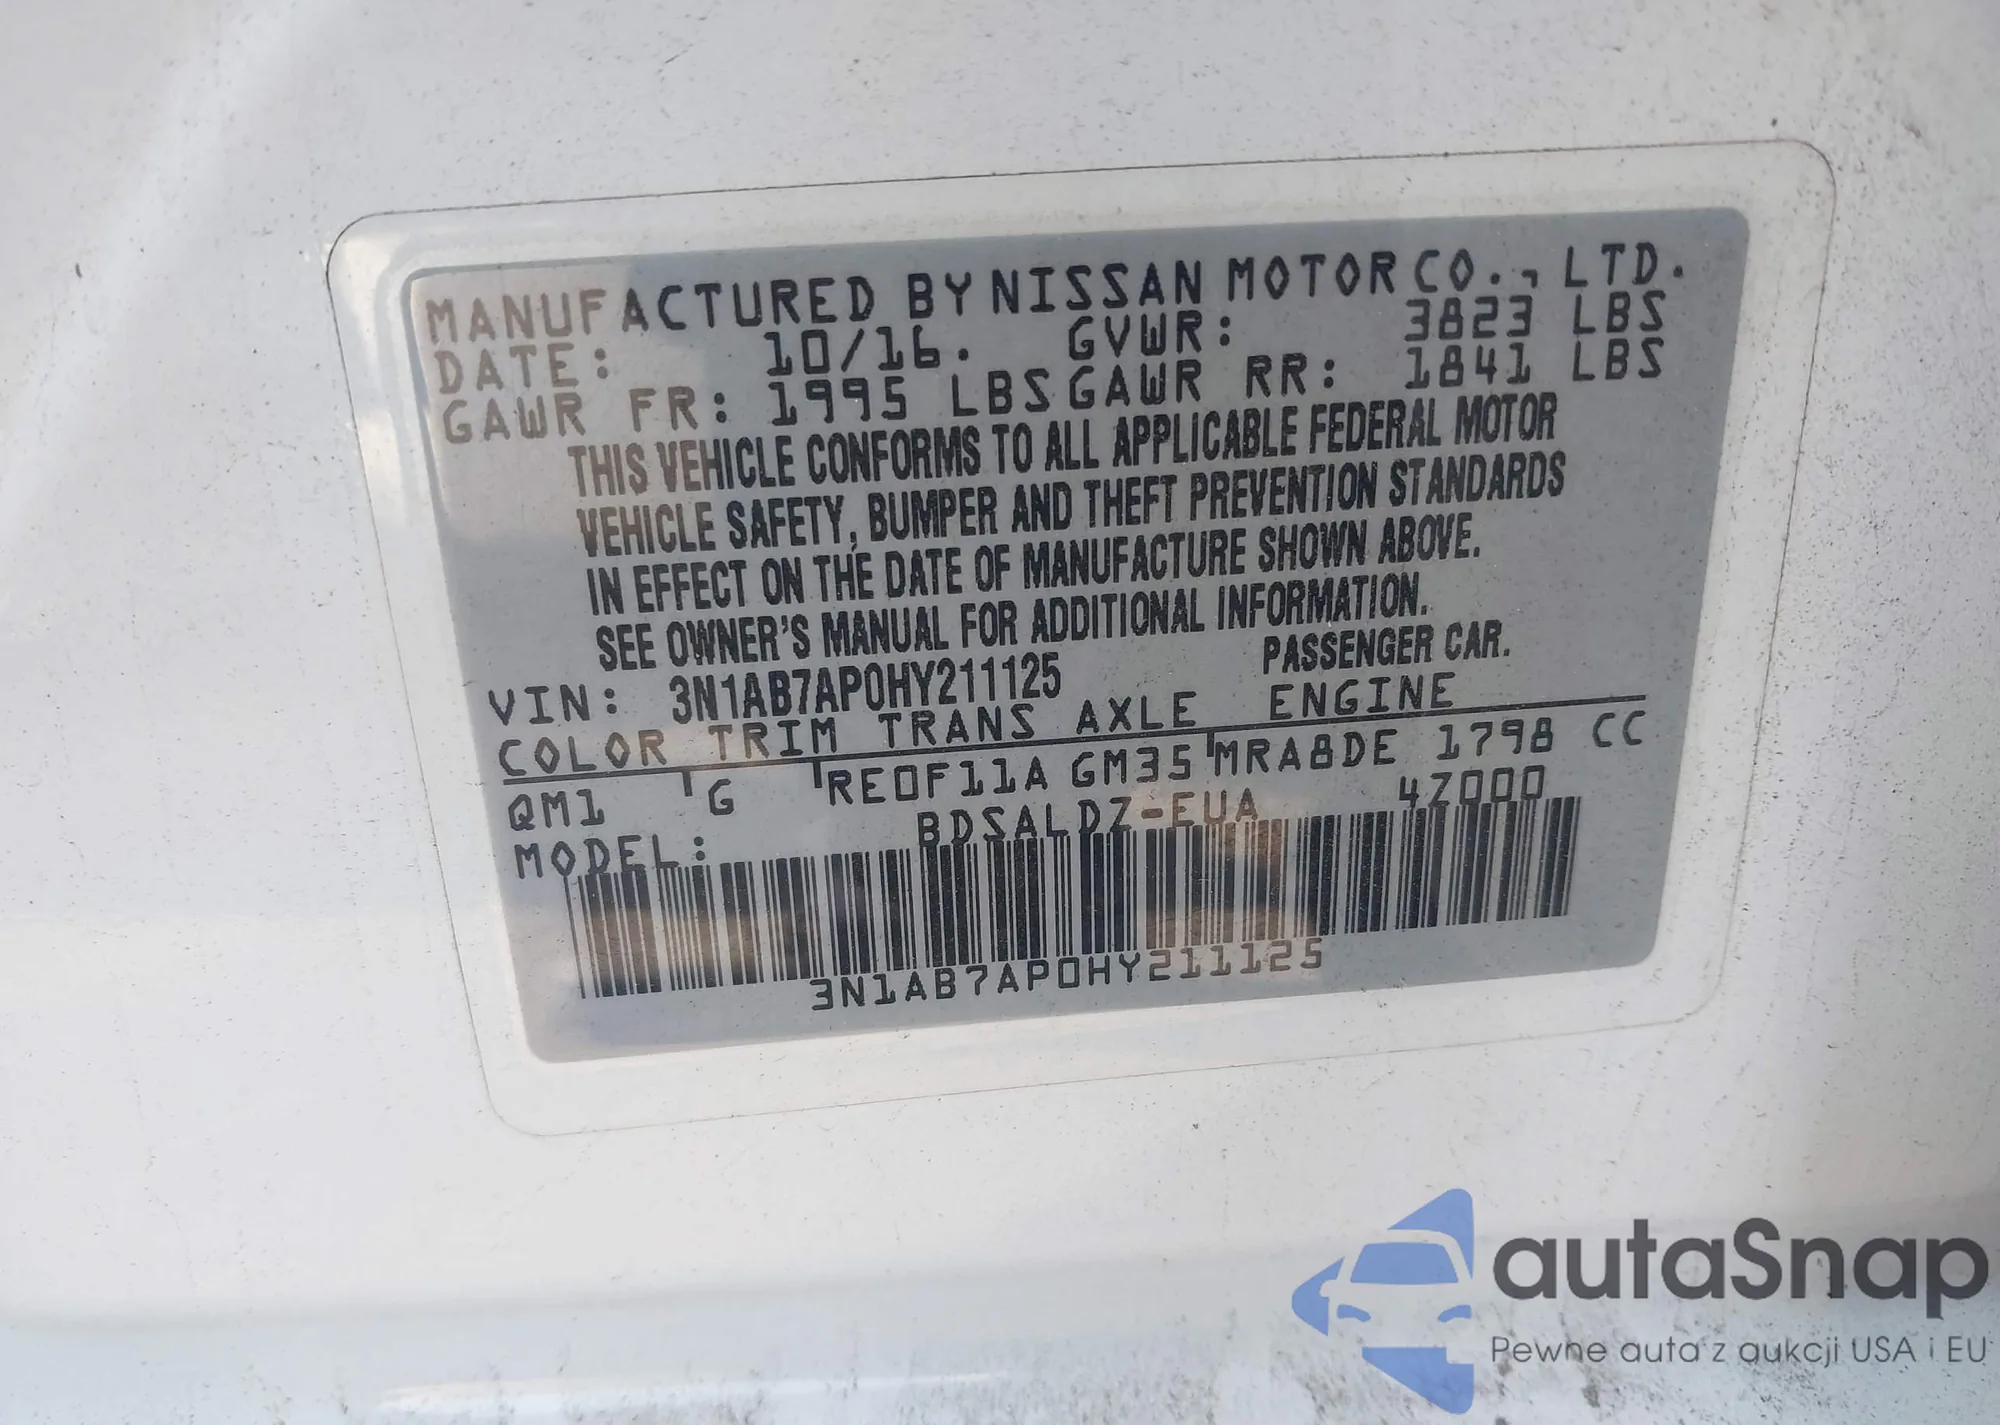 MANUFACTURED BY NISSAN MOTOR CO., LTD.
DATE: 10/16. GVWR: 3823 LBS
GAWR FR: 1995 LBS GAWR RR: 1841 LBS
THIS VEHICLE CONFORMS TO ALL APPLICABLE FEDERAL MOTOR
VEHICLE SAFETY, BUMPER AND THEFT PREVENTION STANDARDS
IN EFFECT ON THE DATE OF MANUFACTURE SHOWN ABOVE.
SEE OWNER'S MANUAL FOR ADDITIONAL INFORMATION.
VIN: 3N1AB7AP0HY211125 PASSENGER CAR.
COLOR TRIM TRANS AXLE ENGINE
QM1 G RE0F11A GM35 MRA8DE 1798 CC
MODEL: BDSALDZ-EUA 4Z000
3N1AB7AP0HY211125
autaSnap
Pewne auta z aukcji USA i EU